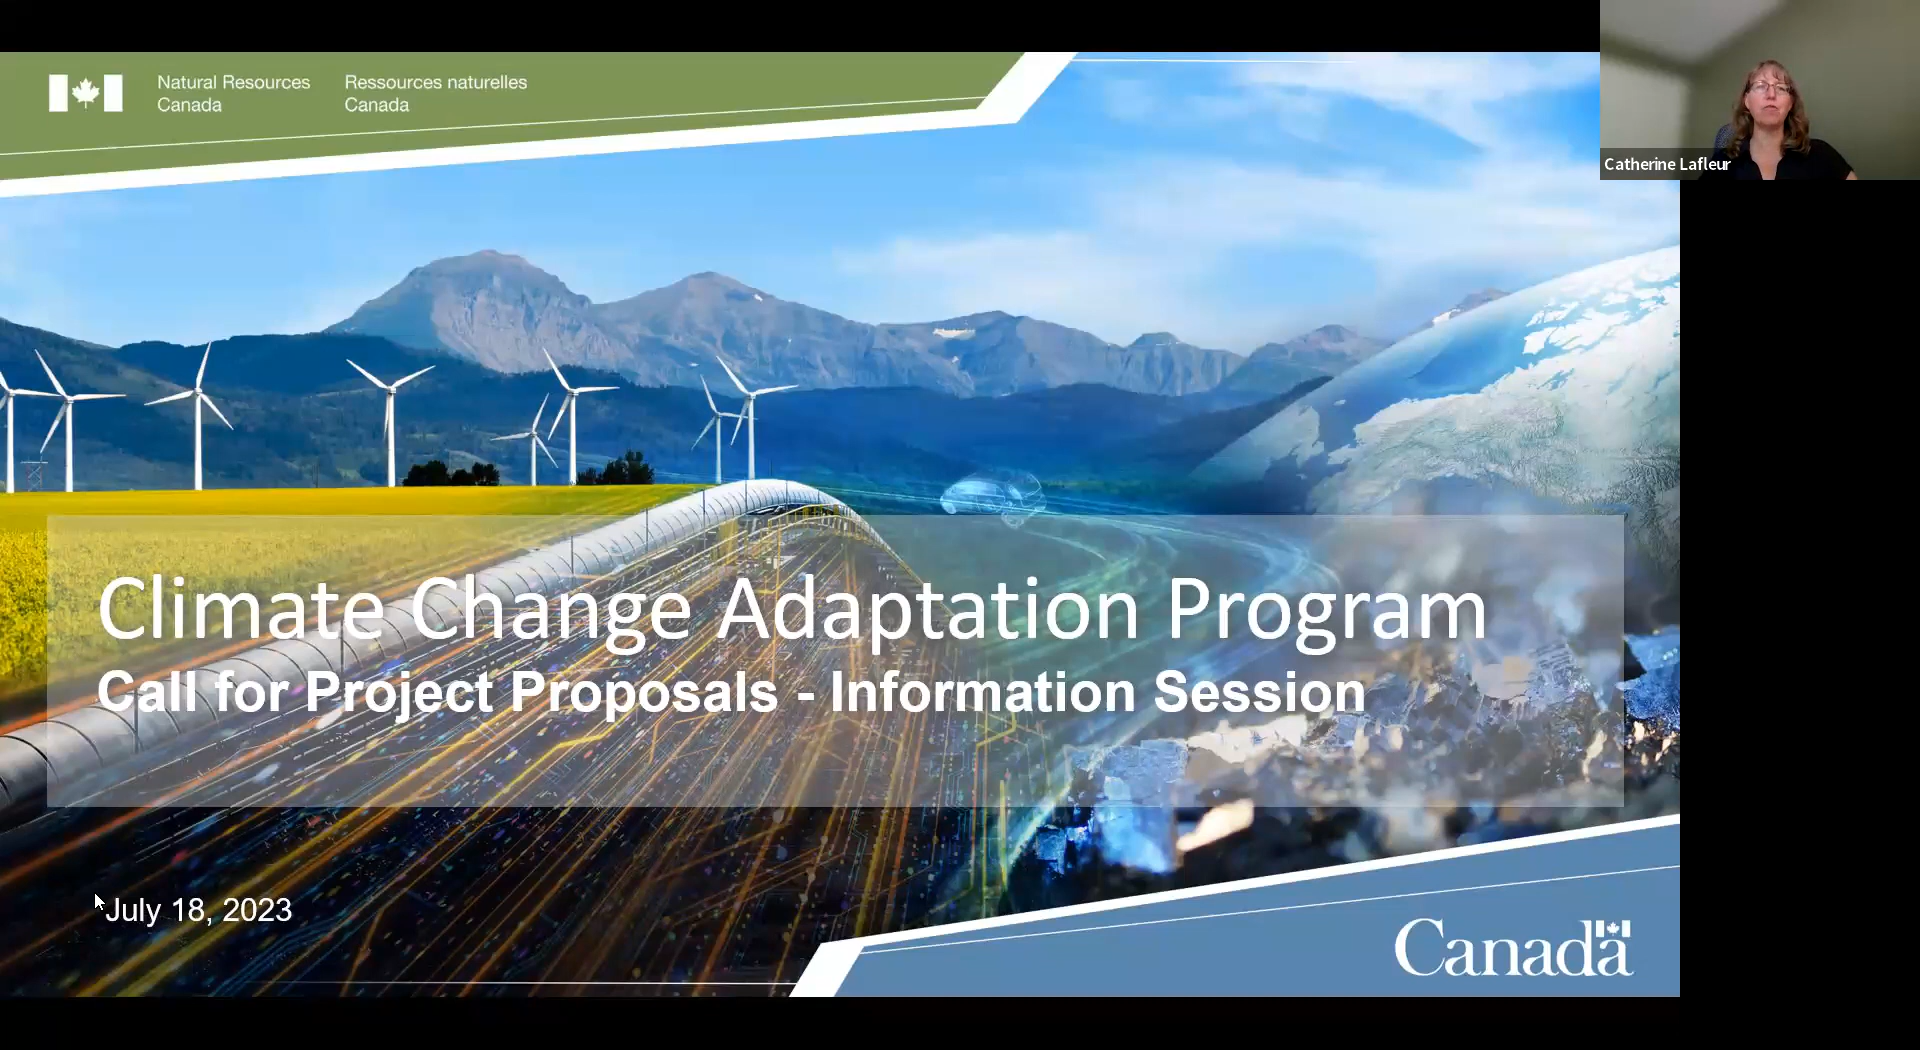 Natural Resources
Canada
Ressources naturelles
Canada
Catherine Lafleur
Climate Change Adaptation Program
Call for Project Proposals - Information Session
July 18, 2023
Canada